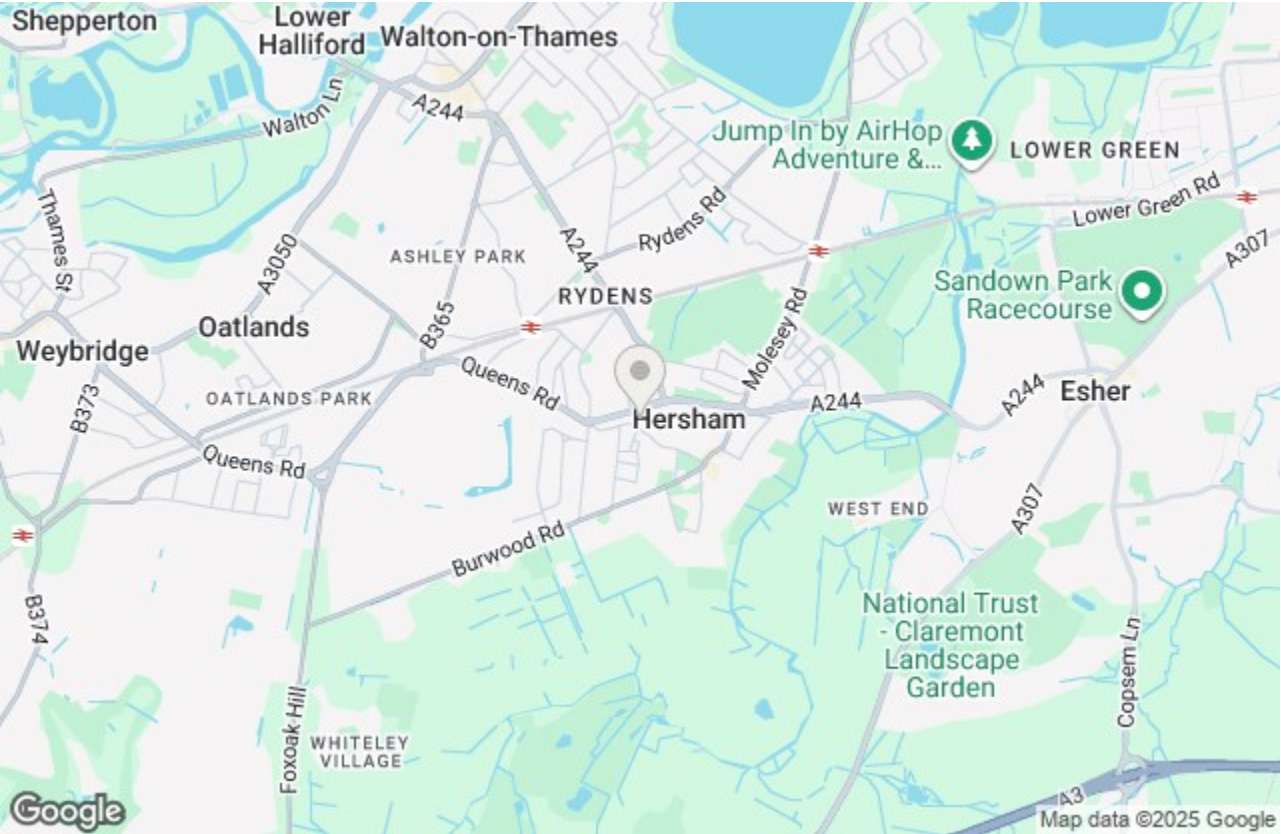 Shepperton
Lower
Halliford
Walton-on-Thames
A244
Walton Ln
Jump In by AirHop
Adventure &...
LOWER GREEN
Lower Green Rd
Thames St
A3050
ASHLEY PARK
A244
Rydens Rd
A307
RYDENS
Sandown Park
Racecourse
Oatlands
B365
Weybridge
Molesey Rd
Queens Rd
B373
OATLANDS PARK
Hersham
A244
A244
Esher
Queens Rd
WEST END
A307
Burwood Rd
B374
National Trust
- Claremont
Landscape
Garden
Copsem Ln
Foxoak Hill
WHITELEY
VILLAGE
A3
Google
Map data ©2025 Google